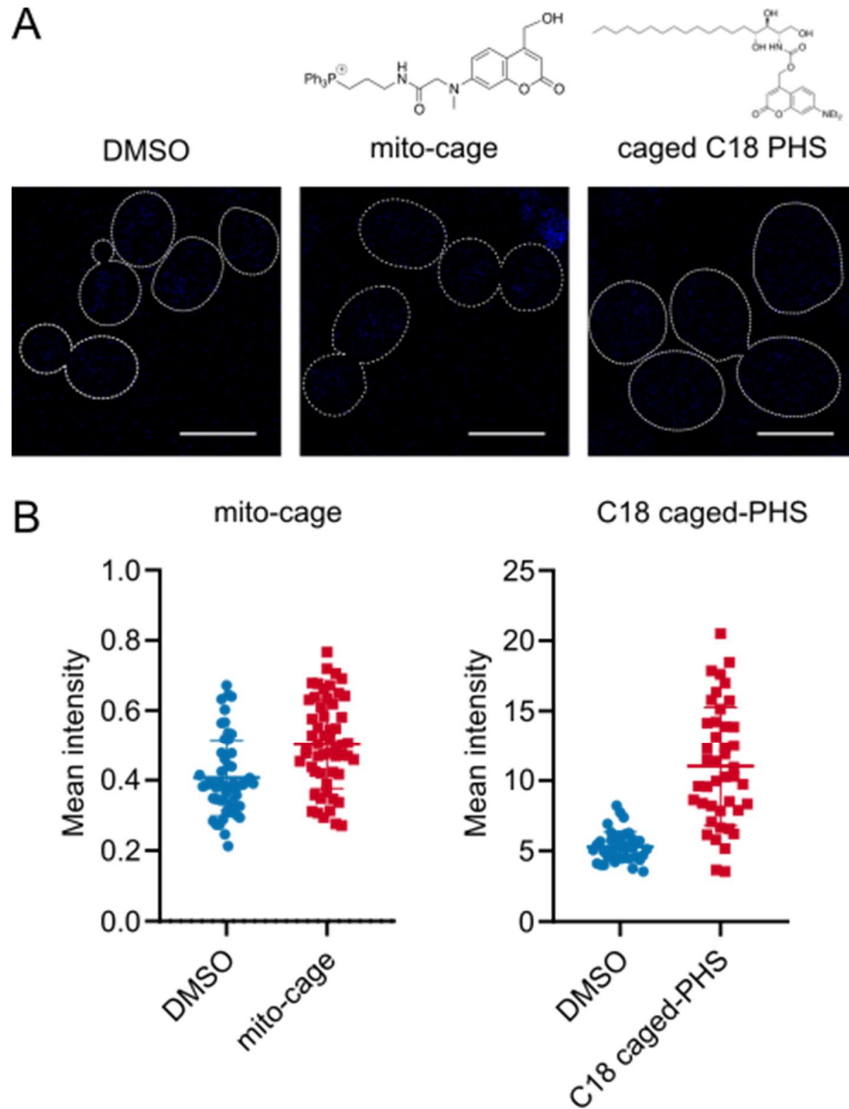 A
OH
Ph3P
+
H
N
O
N
O
O
OH OH
OH HN O
O
O O NEt2
DMSO mito-cage caged C18 PHS
B
mito-cage C18 caged-PHS
1.0
0.8
0.6
0.4
0.2
0.0
Mean intensity
DMSO
mito-cage
25
20
15
10
5
0
Mean intensity
DMSO
C18 caged-PHS